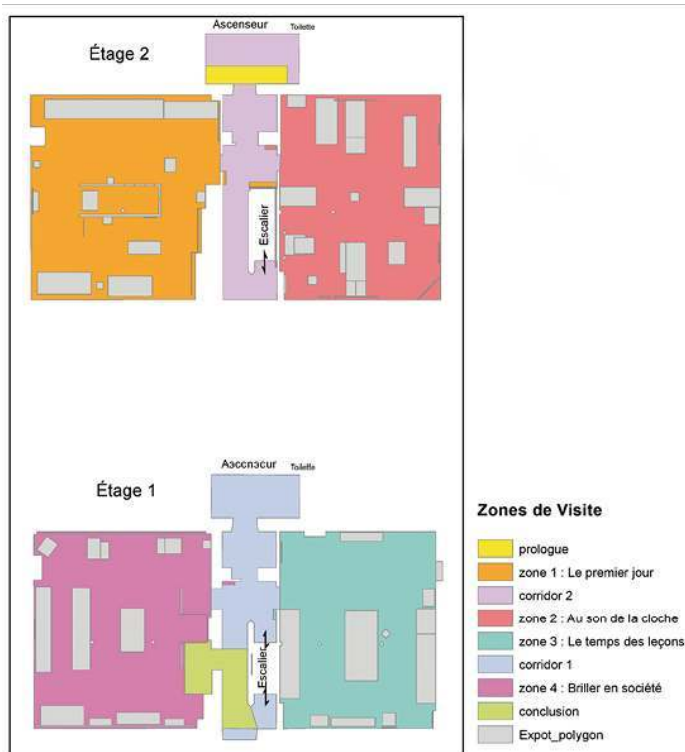 Ascenseur
Toilette
Étage 2
Escalier
Ascenseur
Toilette
Étage 1
Escalier
Zones de Visite
prologue
zone 1 : Le premier jour
corridor 2
zone 2 : Au son de la cloche
zone 3 : Le temps des leçons
corridor 1
zone 4 : Briller en société
conclusion
Expot_polygon